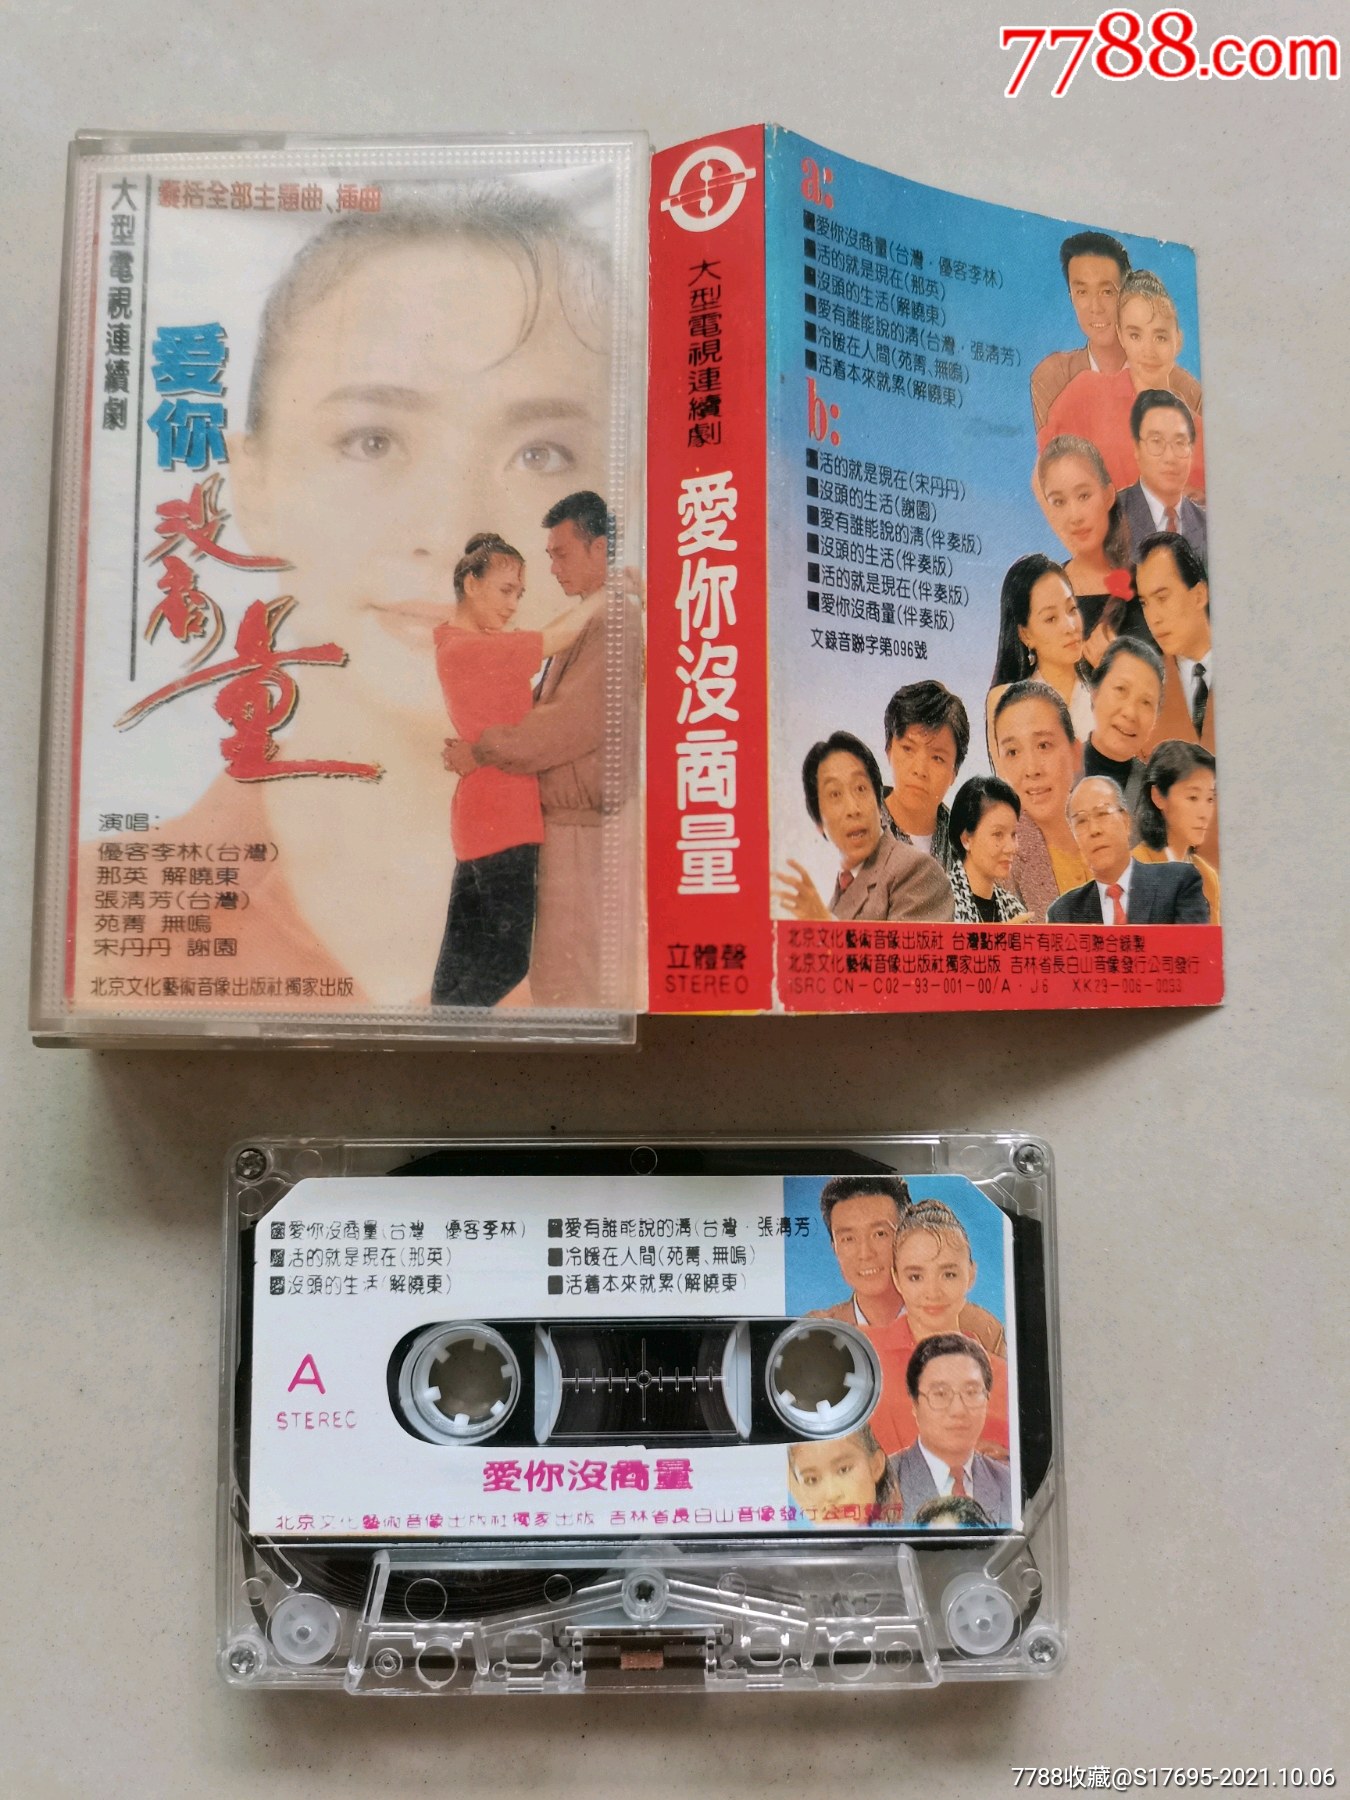 7788.com
囊括全部主題曲、插曲
大型電視連續劇
爱你
没商量
演唱：
優客李林(台灣)
那英 解曉東
張清芳(台灣)
苑菁 無鳴
宋丹丹 謝園
北京文化藝術音像出版社獨家出版
大型電視連續劇
愛你沒商量
立體聲
STEREO
a:
■愛你沒商量(台灣·優客李林)
■活的就是現在(那英)
■沒頭的生活(解曉東)
■愛有誰能說的清(台灣·張清芳)
■冷暖在人間(苑菁、無鳴)
■活着本來就累(解曉東)
b:
■活的就是現在(宋丹丹)
■沒頭的生活(謝園)
■愛有誰能說的清(伴奏版)
■沒頭的生活(伴奏版)
■活的就是現在(伴奏版)
■愛你沒商量(伴奏版)
文錄音聯字第096號
北京文化藝術音像出版社 台灣點將唱片有限公司聯合錄製
北京文化藝術音像出版社獨家出版 吉林省長白山音像發行公司發行
ISRC CN-C02-93-001-00/A·J6 XK29-006-0093
愛你沒商量(台灣 優客李林)
活的就是現在(那英)
沒頭的生活(解曉東)
■愛有誰能說的清(台灣·張清芳)
■冷暖在人間(苑菁、無鳴)
■活着本來就累(解曉東)
A
STEREO
愛你沒商量
北京文化藝術音像出版社獨家出版 吉林省長白山音像發行公司發行
7788收藏@S17695-2021.10.06